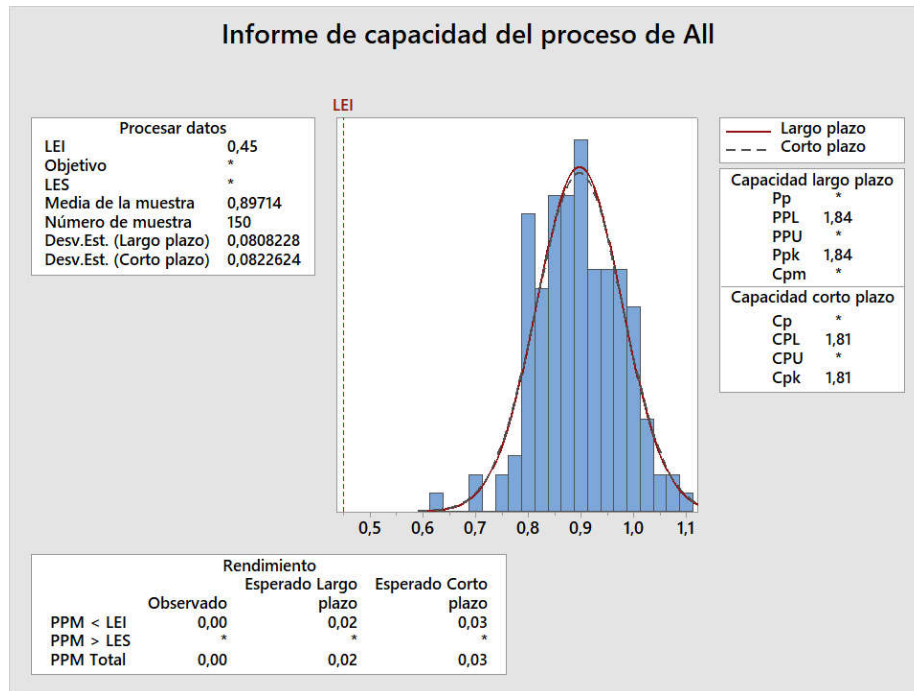 Informe de capacidad del proceso de All
LEI
Procesar datos
LEI 0,45
Objetivo *
LES *
Media de la muestra 0,89714
Número de muestra 150
Desv.Est. (Largo plazo) 0,0808228
Desv.Est. (Corto plazo) 0,0822624
Largo plazo
Corto plazo
Capacidad largo plazo
Pp *
PPL 1,84
PPU *
Ppk 1,84
Cpm *
Capacidad corto plazo
Cp *
CPL 1,81
CPU *
Cpk 1,81
0,5 0,6 0,7 0,8 0,9 1,0 1,1
Rendimiento
Esperado Largo Esperado Corto
Observado plazo plazo
PPM < LEI 0,00 0,02 0,03
PPM > LES * * *
PPM Total 0,00 0,02 0,03